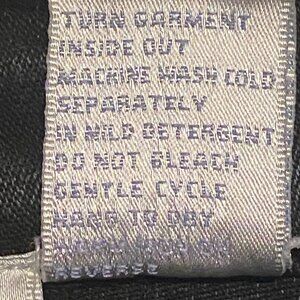 TURN GARMENT
INSIDE OUT
MACHINE WASH COLD
SEPARATELY
IN MILD DETERGENT
DO NOT BLEACH
GENTLE CYCLE
HANG TO DRY
REVERSE